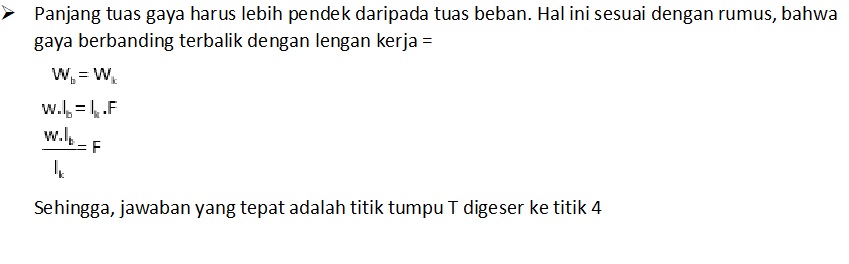 ➤ Panjang tuas gaya harus lebih pendek daripada tuas beban. Hal ini sesuai dengan rumus, bahwa
gaya berbanding terbalik dengan lengan kerja =
W_b = W_k
w.l_b = l_k .F
w.l_b / l_k = F
Sehingga, jawaban yang tepat adalah titik tumpu T digeser ke titik 4